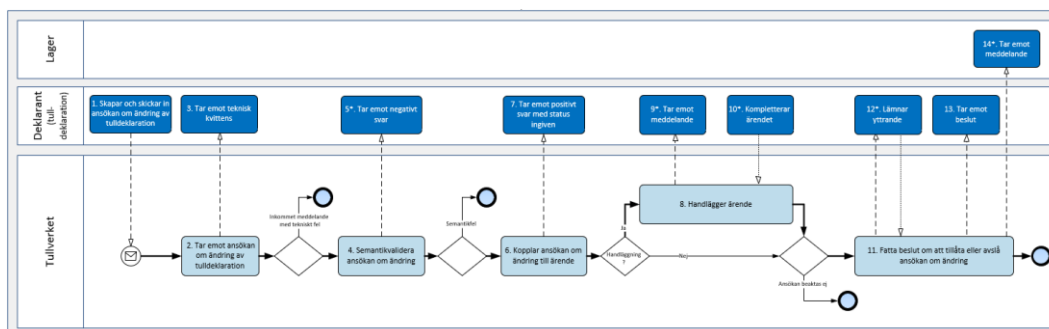 Lager
14*. Tar emot
meddelande
Deklarant
(tull-
deklaration)
1. Skapar och skickar in
ansökan om ändring av
tulldeklaration
3. Tar emot teknisk
kvittens
5*. Tar emot negativt
svar
7. Tar emot positivt
svar med status
ingiven
9*. Tar emot
meddelande
10*. Kompletterar
ärendet
12*. Lämnar
yttrande
13. Tar emot
beslut
Tullverket
2. Tar emot ansökan
om ändring av
tulldeklaration
Inkommet meddelande
med tekniskt fel
4. Semantikvalidera
ansökan om ändring
Semantikfel
6. Kopplar ansökan om
ändring till ärende
Handläggning
?
Ja
Nej
8. Handlägger ärende
Ansökan beaktas ej
11. Fatta beslut om att tillåta eller avslå
ansökan om ändring